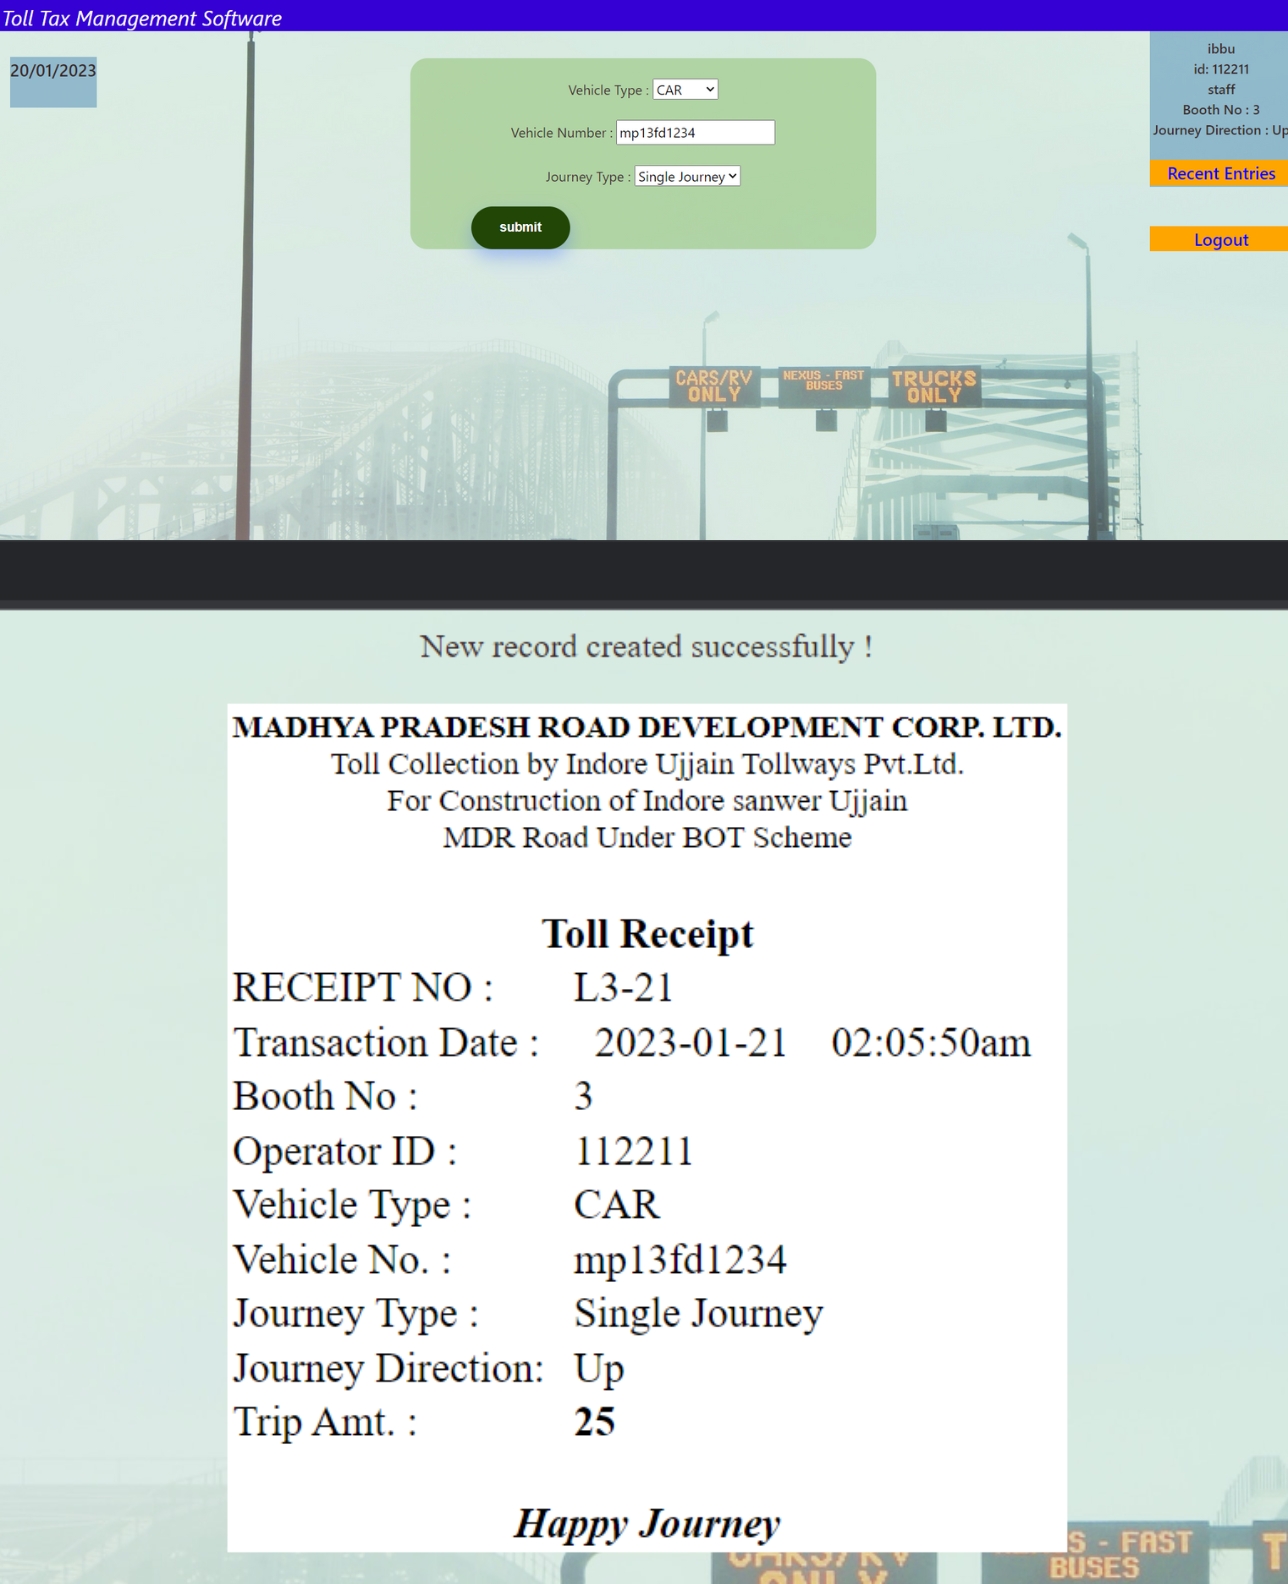 Toll Tax Management Software
20/01/2023
Vehicle Type : CAR
Vehicle Number : mp13fd1234
Journey Type : Single Journey
submit
ibbu
id: 112211
staff
Booth No : 3
Journey Direction : Up
Recent Entries
Logout
CARS/RV
ONLY
NEXUS - FAST
BUSES
TRUCKS
ONLY
New record created successfully !
MADHYA PRADESH ROAD DEVELOPMENT CORP. LTD.
Toll Collection by Indore Ujjain Tollways Pvt.Ltd.
For Construction of Indore sanwer Ujjain
MDR Road Under BOT Scheme
Toll Receipt
RECEIPT NO : L3-21
Transaction Date : 2023-01-21 02:05:50am
Booth No : 3
Operator ID : 112211
Vehicle Type : CAR
Vehicle No. : mp13fd1234
Journey Type : Single Journey
Journey Direction: Up
Trip Amt. : 25
Happy Journey
S - FAST
BUSES